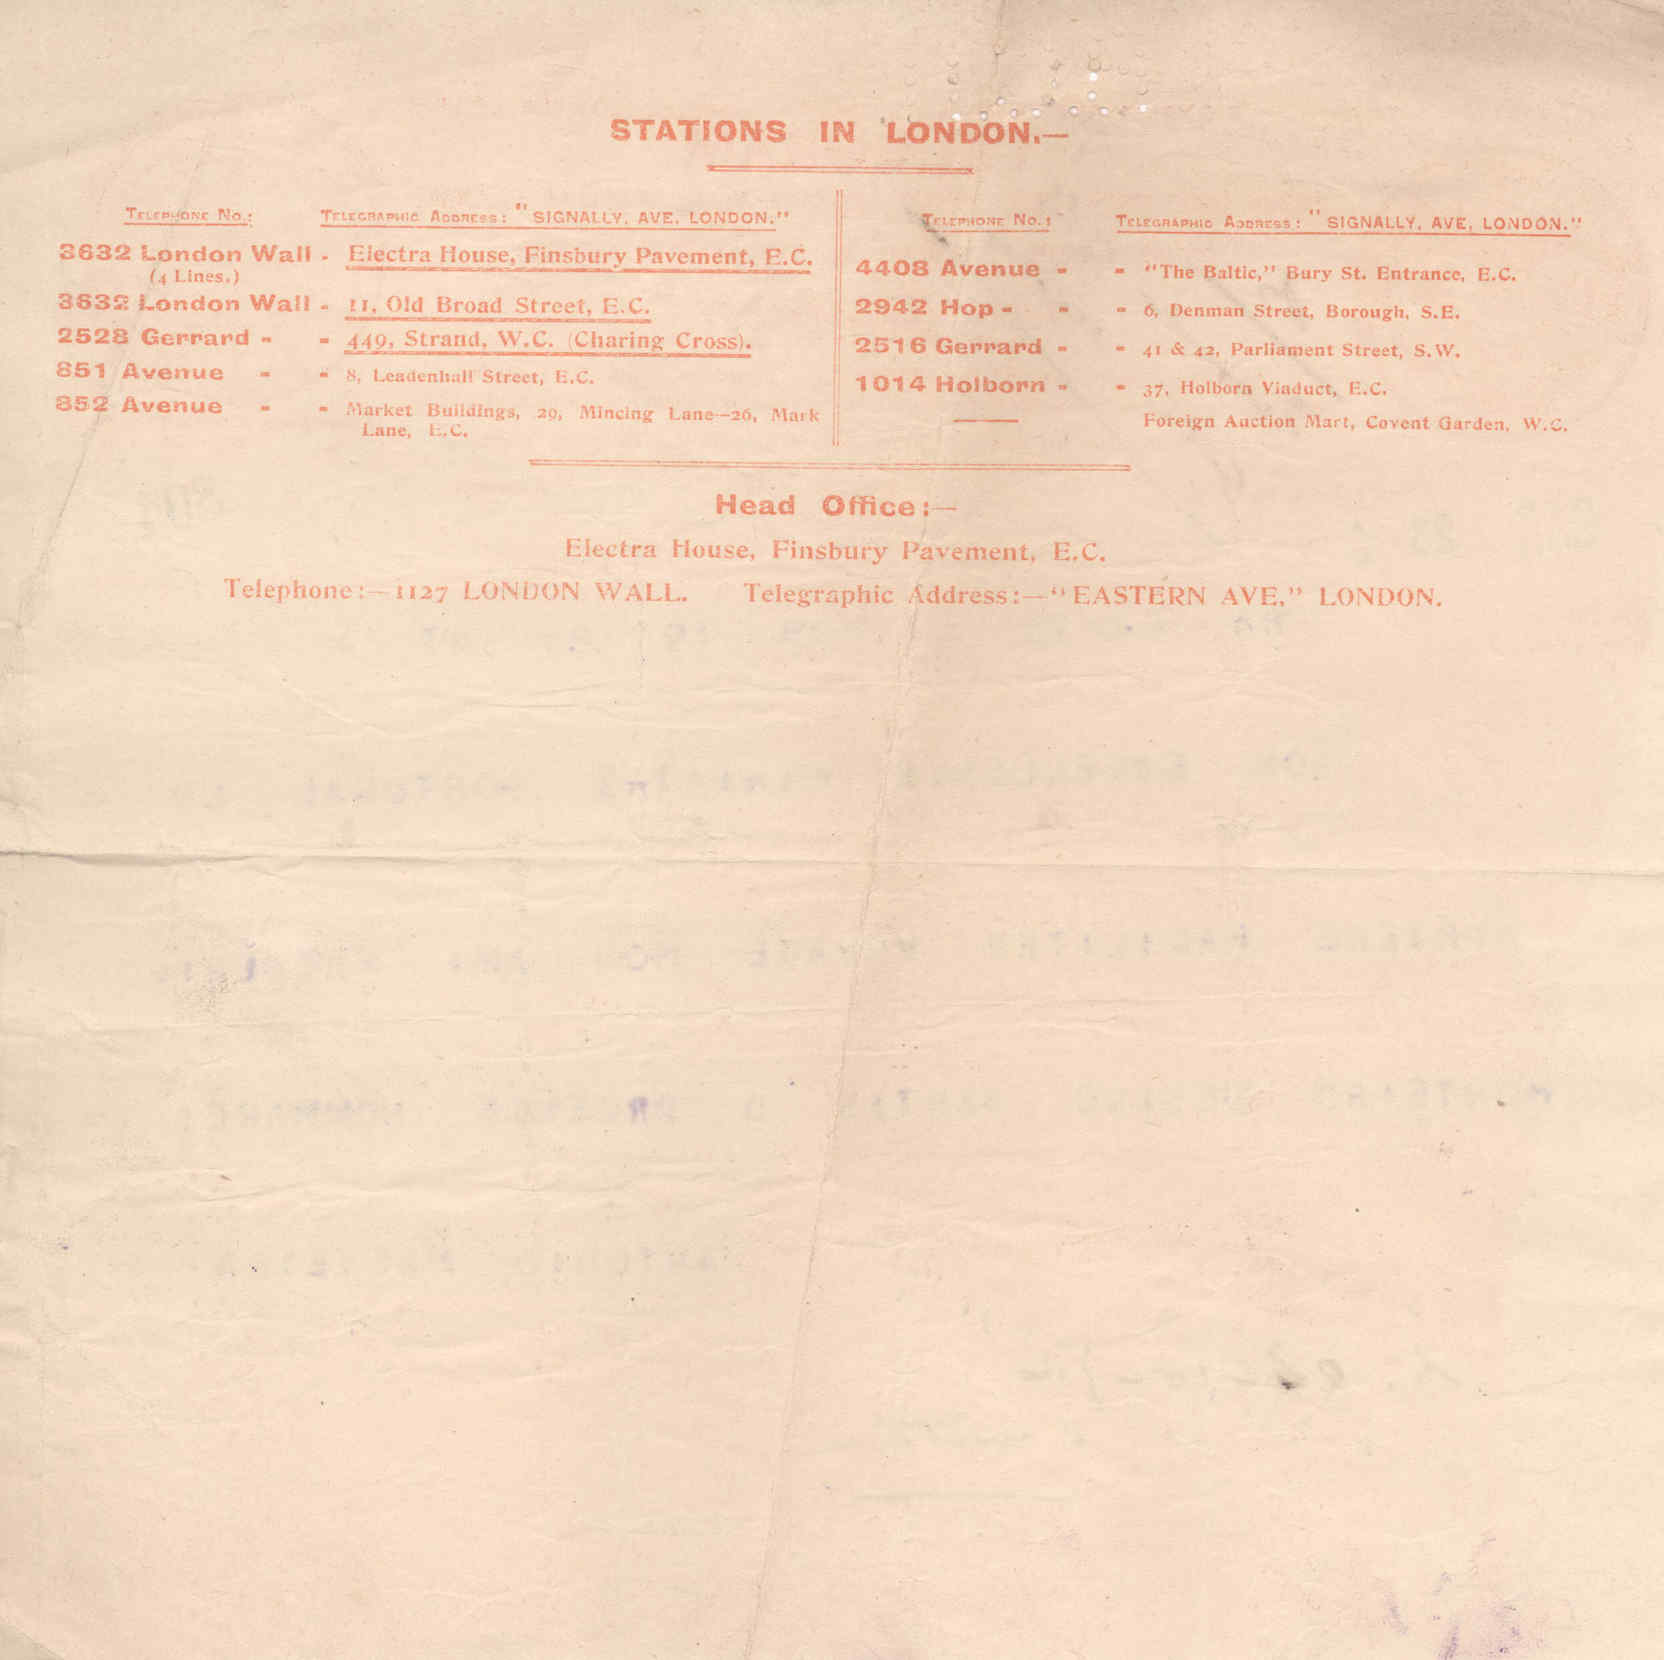 STATIONS IN LONDON.—
TELEPHONE NO.: TELEGRAPHIC ADDRESS: "SIGNALLY, AVE, LONDON."
3632 London Wall - Electra House, Finsbury Pavement, E.C.
(4 Lines.)
3632 London Wall - 11, Old Broad Street, E.C.
2528 Gerrard - - 449, Strand, W.C. (Charing Cross).
851 Avenue - - 8, Leadenhall Street, E.C.
852 Avenue - - Market Buildings, 29, Mincing Lane—26, Mark
Lane, E.C.
TELEPHONE NO.: TELEGRAPHIC ADDRESS: "SIGNALLY, AVE, LONDON."
4408 Avenue - - "The Baltic," Bury St. Entrance, E.C.
2942 Hop - - - 6, Denman Street, Borough, S.E.
2516 Gerrard - - 41 & 42, Parliament Street, S.W.
1014 Holborn - - 37, Holborn Viaduct, E.C.
—— Foreign Auction Mart, Covent Garden, W.C.
Head Office:—
Electra House, Finsbury Pavement, E.C.
Telephone:—1127 LONDON WALL. Telegraphic Address:—"EASTERN AVE," LONDON.